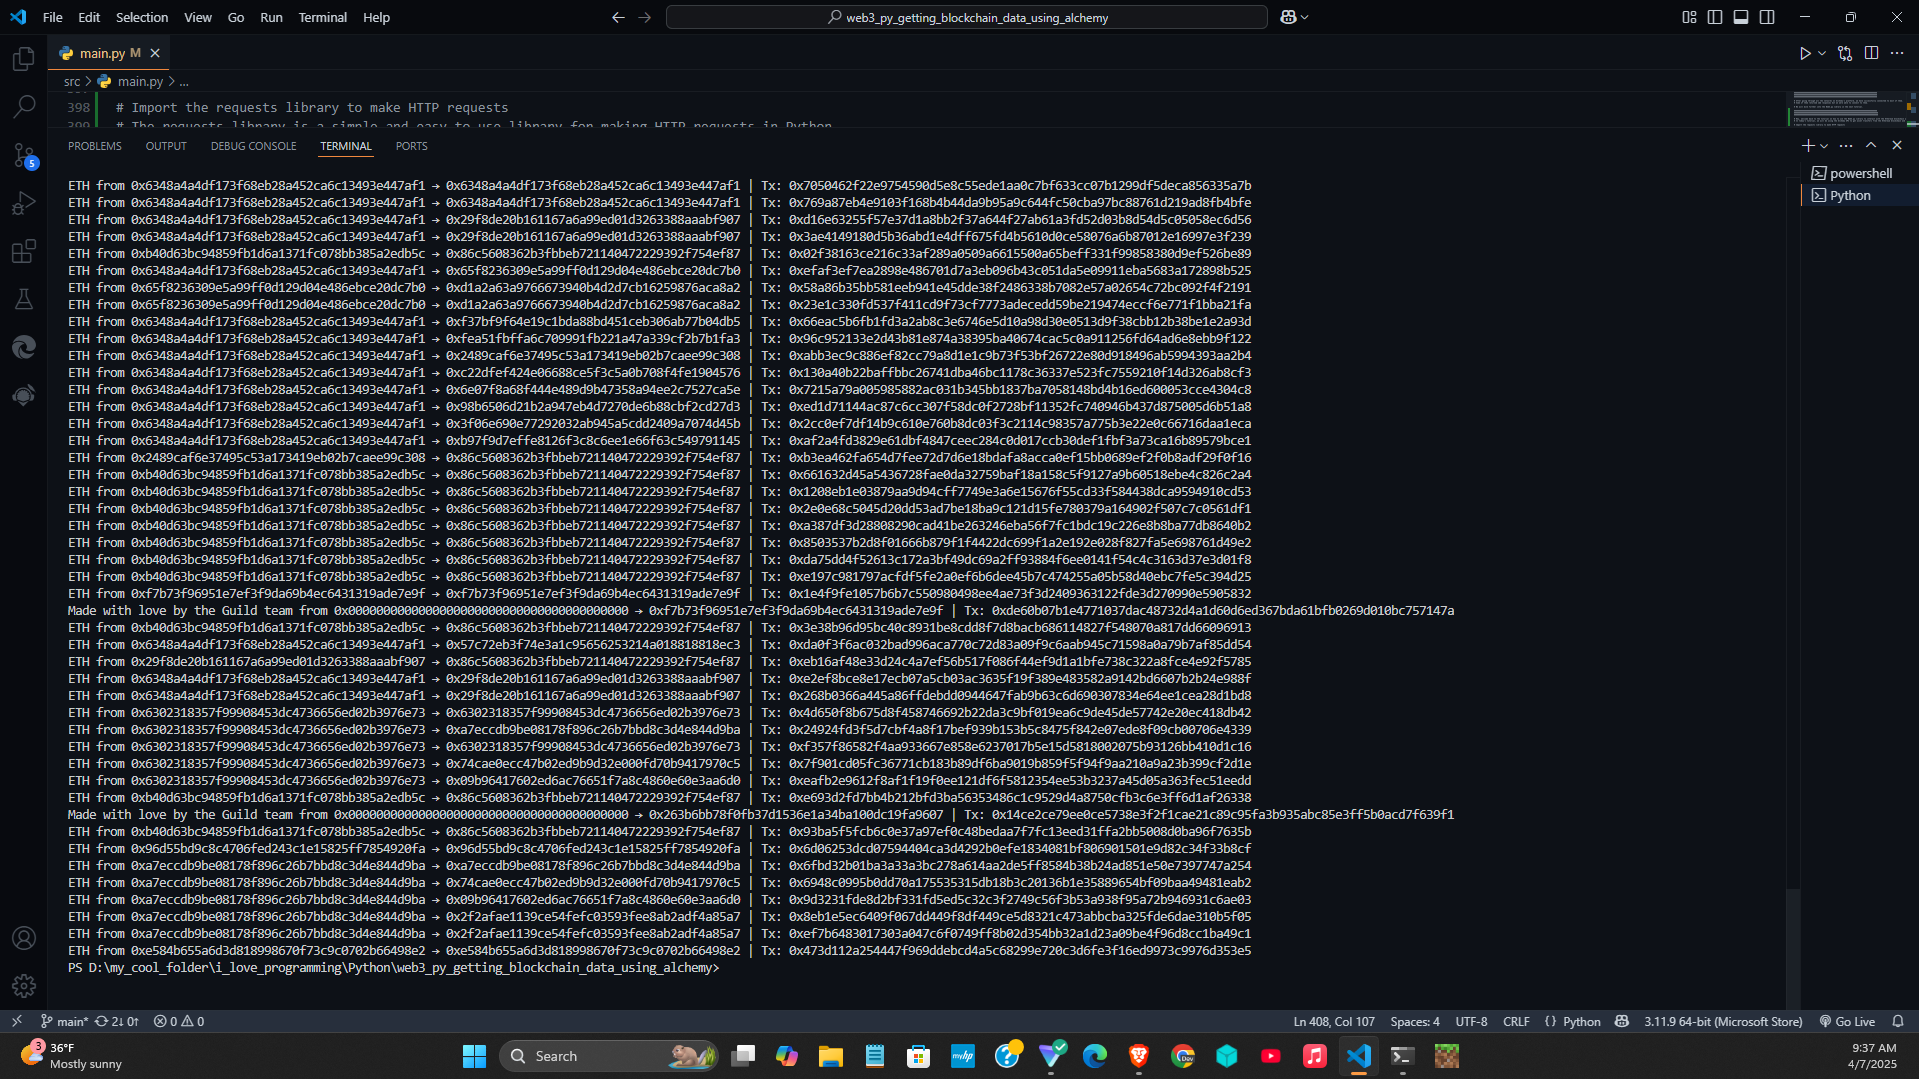 File Edit Selection View Go Run Terminal Help
web3_py_getting_blockchain_data_using_alchemy
main.py M
src > main.py > ...
398 # Import the requests library to make HTTP requests
399 # The requests library is a simple and easy to use library for making HTTP requests in Python
PROBLEMS OUTPUT DEBUG CONSOLE TERMINAL PORTS
powershell
Python
5
ETH from 0x6348a4a4df173f68eb28a452ca6c13493e447af1 → 0x6348a4a4df173f68eb28a452ca6c13493e447af1 | Tx: 0x7050462f22e9754590d5e8c55ede1aa0c7bf633cc07b1299df5deca856335a7b
ETH from 0x6348a4a4df173f68eb28a452ca6c13493e447af1 → 0x6348a4a4df173f68eb28a452ca6c13493e447af1 | Tx: 0x769a87eb4e9103f168b4b44da9b95a9c644fc50cba97bc88761d219ad8fb4bfe
ETH from 0x6348a4a4df173f68eb28a452ca6c13493e447af1 → 0x29f8de20b161167a6a99ed01d3263388aaabf907 | Tx: 0xd16e63255f57e37d1a8bb2f37a644f27ab61a3fd52d03b8d54d5c05058ec6d56
ETH from 0x6348a4a4df173f68eb28a452ca6c13493e447af1 → 0x29f8de20b161167a6a99ed01d3263388aaabf907 | Tx: 0x3ae4149180d5b36abd1e4dff675fd4b5610d0ce58076a6b87012e16997e3f239
ETH from 0xb40d63bc94859fb1d6a1371fc078bb385a2edb5c → 0x86c5608362b3fbbeb721140472229392f754ef87 | Tx: 0x02f38163ce216c33af289a0509a6615500a65beff331f99858380d9ef526be89
ETH from 0x6348a4a4df173f68eb28a452ca6c13493e447af1 → 0x65f8236309e5a99ff0d129d04e486ebce20dc7b0 | Tx: 0xefaf3ef7ea2898e486701d7a3eb096b43c051da5e09911eba5683a172898b525
ETH from 0x65f8236309e5a99ff0d129d04e486ebce20dc7b0 → 0xd1a2a63a9766673940b4d2d7cb16259876aca8a2 | Tx: 0x58a86b35bb581eeb941e45dde38f2486338b7082e57a02654c72bc092f4f2191
ETH from 0x65f8236309e5a99ff0d129d04e486ebce20dc7b0 → 0xd1a2a63a9766673940b4d2d7cb16259876aca8a2 | Tx: 0x23e1c330fd537f411cd9f73cf7773adecedd59be219474eccf6e771f1bba21fa
ETH from 0x6348a4a4df173f68eb28a452ca6c13493e447af1 → 0xf37bf9f64e19c1bda88bd451ceb306ab77b04db5 | Tx: 0x66eac5b6fb1fd3a2ab8c3e6746e5d10a98d30e0513d9f38cbb12b38be1e2a93d
ETH from 0x6348a4a4df173f68eb28a452ca6c13493e447af1 → 0xfea51fbffa6c709991fb221a47a339cf2b7b1fa3 | Tx: 0x96c952133e2d43b81e874a38395ba40674cac5c0a911256fd64ad6e8ebb9f122
ETH from 0x6348a4a4df173f68eb28a452ca6c13493e447af1 → 0x2489caf6e37495c53a173419eb02b7caee99c308 | Tx: 0xabb3ec9c886ef82cc79a8d1e1c9b73f53bf26722e80d918496ab5994393aa2b4
ETH from 0x6348a4a4df173f68eb28a452ca6c13493e447af1 → 0xc22dfef424e06688ce5f3c5a0b708f4fe1904576 | Tx: 0x130a40b22baffbbc26741dba46bc1178c36337e523fc7559210f14d326ab8cf3
ETH from 0x6348a4a4df173f68eb28a452ca6c13493e447af1 → 0x6e07f8a68f444e489d9b47358a94ee2c7527ca5e | Tx: 0x7215a79a005985882ac031b345bb1837ba7058148bd4b16ed600053cce4304c8
ETH from 0x6348a4a4df173f68eb28a452ca6c13493e447af1 → 0x98b6506d21b2a947eb4d7270de6b88cbf2cd27d3 | Tx: 0xed1d71144ac87c6cc307f58dc0f2728bf11352fc740946b437d875005d6b51a8
ETH from 0x6348a4a4df173f68eb28a452ca6c13493e447af1 → 0x3f06e690e77292032ab945a5cdd2409a7074d45b | Tx: 0x2cc0ef7df14b9c610e760b8dc03f3c2114c98357a775b3e22e0c66716daa1eca
ETH from 0x6348a4a4df173f68eb28a452ca6c13493e447af1 → 0xb97f9d7effe8126f3c8c6ee1e66f63c549791145 | Tx: 0xaf2a4fd3829e61dbf4847ceec284c0d017ccb30def1fbf3a73ca16b89579bce1
ETH from 0x2489caf6e37495c53a173419eb02b7caee99c308 → 0x86c5608362b3fbbeb721140472229392f754ef87 | Tx: 0xb3ea462fa654d7fee72d7d6e18bdafa8acca0ef15bb0689ef2f0b8adf29f0f16
ETH from 0xb40d63bc94859fb1d6a1371fc078bb385a2edb5c → 0x86c5608362b3fbbeb721140472229392f754ef87 | Tx: 0x661632d45a5436728fae0da32759baf18a158c5f9127a9b60518ebe4c826c2a4
ETH from 0xb40d63bc94859fb1d6a1371fc078bb385a2edb5c → 0x86c5608362b3fbbeb721140472229392f754ef87 | Tx: 0x1208eb1e03879aa9d94cff7749e3a6e15676f55cd33f584438dca9594910cd53
ETH from 0xb40d63bc94859fb1d6a1371fc078bb385a2edb5c → 0x86c5608362b3fbbeb721140472229392f754ef87 | Tx: 0x2e0e68c5045d20dd53ad7be18ba9c121d15fe780379a164902f507c7c0561df1
ETH from 0xb40d63bc94859fb1d6a1371fc078bb385a2edb5c → 0x86c5608362b3fbbeb721140472229392f754ef87 | Tx: 0xa387df3d28808290cad41be263246eba56f7fc1bdc19c226e8b8ba77db8640b2
ETH from 0xb40d63bc94859fb1d6a1371fc078bb385a2edb5c → 0x86c5608362b3fbbeb721140472229392f754ef87 | Tx: 0x8503537b2d8f01666b879f1f4422dc699f1a2e192e028f827fa5e698761d49e2
ETH from 0xb40d63bc94859fb1d6a1371fc078bb385a2edb5c → 0x86c5608362b3fbbeb721140472229392f754ef87 | Tx: 0xda75dd4f52613c172a3bf49dc69a2ff93884f6ee0141f54c4c3163d37e3d01f8
ETH from 0xb40d63bc94859fb1d6a1371fc078bb385a2edb5c → 0x86c5608362b3fbbeb721140472229392f754ef87 | Tx: 0xe197c981797acfdf5fe2a0ef6b6dee45b7c474255a05b58d40ebc7fe5c394d25
ETH from 0xf7b73f96951e7ef3f9da69b4ec6431319ade7e9f → 0xf7b73f96951e7ef3f9da69b4ec6431319ade7e9f | Tx: 0x1e4f9fe1057b6b7c550980498ee4ae73f3d2409363122fde3d270990e5905832
Made with love by the Guild team from 0x0000000000000000000000000000000000000000 → 0xf7b73f96951e7ef3f9da69b4ec6431319ade7e9f | Tx: 0xde60b07b1e4771037dac48732d4a1d60d6ed367bda61bfb0269d010bc757147a
ETH from 0xb40d63bc94859fb1d6a1371fc078bb385a2edb5c → 0x86c5608362b3fbbeb721140472229392f754ef87 | Tx: 0x3e38b96d95bc40c8931be8cdd8f7d8bacb686114827f548070a817dd66096913
ETH from 0x6348a4a4df173f68eb28a452ca6c13493e447af1 → 0x57c72eb3f74e3a1c95656253214a018818818ec3 | Tx: 0xda0f3f6ac032bad996aca770c72d83a09f9c6aab945c71598a0a79b7af85dd54
ETH from 0x29f8de20b161167a6a99ed01d3263388aaabf907 → 0x86c5608362b3fbbeb721140472229392f754ef87 | Tx: 0xeb16af48e33d24c4a7ef56b517f086f44ef9d1a1bfe738c322a8fce4e92f5785
ETH from 0x6348a4a4df173f68eb28a452ca6c13493e447af1 → 0x29f8de20b161167a6a99ed01d3263388aaabf907 | Tx: 0xe2ef8bce8e17ecb07a5cb03ac3635f19f389e483582a9142bd6607b2b24e988f
ETH from 0x6348a4a4df173f68eb28a452ca6c13493e447af1 → 0x29f8de20b161167a6a99ed01d3263388aaabf907 | Tx: 0x268b0366a445a86ffdebdd0944647fab9b63c6d690307834e64ee1cea28d1bd8
ETH from 0x6302318357f99908453dc4736656ed02b3976e73 → 0x6302318357f99908453dc4736656ed02b3976e73 | Tx: 0x4d650f8b675d8f458746692b22da3c9bf019ea6c9de45de57742e20ec418db42
ETH from 0x6302318357f99908453dc4736656ed02b3976e73 → 0xa7eccdb9be08178f896c26b7bbd8c3d4e844d9ba | Tx: 0x24924fd3f5d7cbf4a8f17bef939b153b5c8475f842e07ede8f09cb00706e4339
ETH from 0x6302318357f99908453dc4736656ed02b3976e73 → 0x6302318357f99908453dc4736656ed02b3976e73 | Tx: 0xf357f86582f4aa933667e858e6237017b5e15d5818002075b93126bb410d1c16
ETH from 0x6302318357f99908453dc4736656ed02b3976e73 → 0x74cae0ecc47b02ed9b9d32e000fd70b9417970c5 | Tx: 0x7f901cd05fc36771cb183b89df6ba9019b859f5f94f9aa210a9a23b399cf2d1e
ETH from 0x6302318357f99908453dc4736656ed02b3976e73 → 0x09b96417602ed6ac76651f7a8c4860e60e3aa6d0 | Tx: 0xeafb2e9612f8af1f19f0ee121df6f5812354ee53b3237a45d05a363fec51eedd
ETH from 0xb40d63bc94859fb1d6a1371fc078bb385a2edb5c → 0x86c5608362b3fbbeb721140472229392f754ef87 | Tx: 0xe693d2fd7bb4b212bfd3ba56353486c1c9529d4a8750cfb3c6e3ff6d1af26338
Made with love by the Guild team from 0x0000000000000000000000000000000000000000 → 0x263b6bb78f0fb37d1536e1a34ba100dc19fa9607 | Tx: 0x14ce2ce79ee0ce5738e3f2f1cae21c89c95fa3b935abc85e3ff5b0acd7f639f1
ETH from 0xb40d63bc94859fb1d6a1371fc078bb385a2edb5c → 0x86c5608362b3fbbeb721140472229392f754ef87 | Tx: 0x93ba5f5fcb6c0e37a97ef0c48bedaa7f7fc13eed31ffa2bb5008d0ba96f7635b
ETH from 0x96d55bd9c8c4706fed243c1e15825ff7854920fa → 0x96d55bd9c8c4706fed243c1e15825ff7854920fa | Tx: 0x6d06253dcd07594404ca3d4292b0efe1834081bf806901501e9d82c34f33b8cf
ETH from 0xa7eccdb9be08178f896c26b7bbd8c3d4e844d9ba → 0xa7eccdb9be08178f896c26b7bbd8c3d4e844d9ba | Tx: 0x6fbd32b01ba3a33a3bc278a614aa2de5ff8584b38b24ad851e50e7397747a254
ETH from 0xa7eccdb9be08178f896c26b7bbd8c3d4e844d9ba → 0x74cae0ecc47b02ed9b9d32e000fd70b9417970c5 | Tx: 0x6948c0995b0dd70a175535315db18b3c20136b1e35889654bf09baa49481eab2
ETH from 0xa7eccdb9be08178f896c26b7bbd8c3d4e844d9ba → 0x09b96417602ed6ac76651f7a8c4860e60e3aa6d0 | Tx: 0x9d3231fde8d2bf331fd5ed5c32c3f2749c56f3b53a938f95a72b946931c6ae03
ETH from 0xa7eccdb9be08178f896c26b7bbd8c3d4e844d9ba → 0x2f2afae1139ce54fefc03593fee8ab2adf4a85a7 | Tx: 0x8eb1e5ec6409f067dd449f8df449ce5d8321c473abbcba325fde6dae310b5f05
ETH from 0xa7eccdb9be08178f896c26b7bbd8c3d4e844d9ba → 0x2f2afae1139ce54fefc03593fee8ab2adf4a85a7 | Tx: 0xef7b6483017303a047c6f0749ff8b02d354bb32a1d23a09be4f96d8cc1ba49c1
ETH from 0xe584b655a6d3d818998670f73c9c0702b66498e2 → 0xe584b655a6d3d818998670f73c9c0702b66498e2 | Tx: 0x473d112a254447f969ddebcd4a5c68299e720c3d6fe3f16ed9973c9976d353e5
PS D:\my_cool_folder\i_love_programming\Python\web3_py_getting_blockchain_data_using_alchemy>
main* 2↓ 0↑ 0 0 Ln 408, Col 107 Spaces: 4 UTF-8 CRLF {} Python 3.11.9 64-bit (Microsoft Store) Go Live
3 36°F
Mostly sunny
Search
myhp
Dev
9:37 AM
4/7/2025